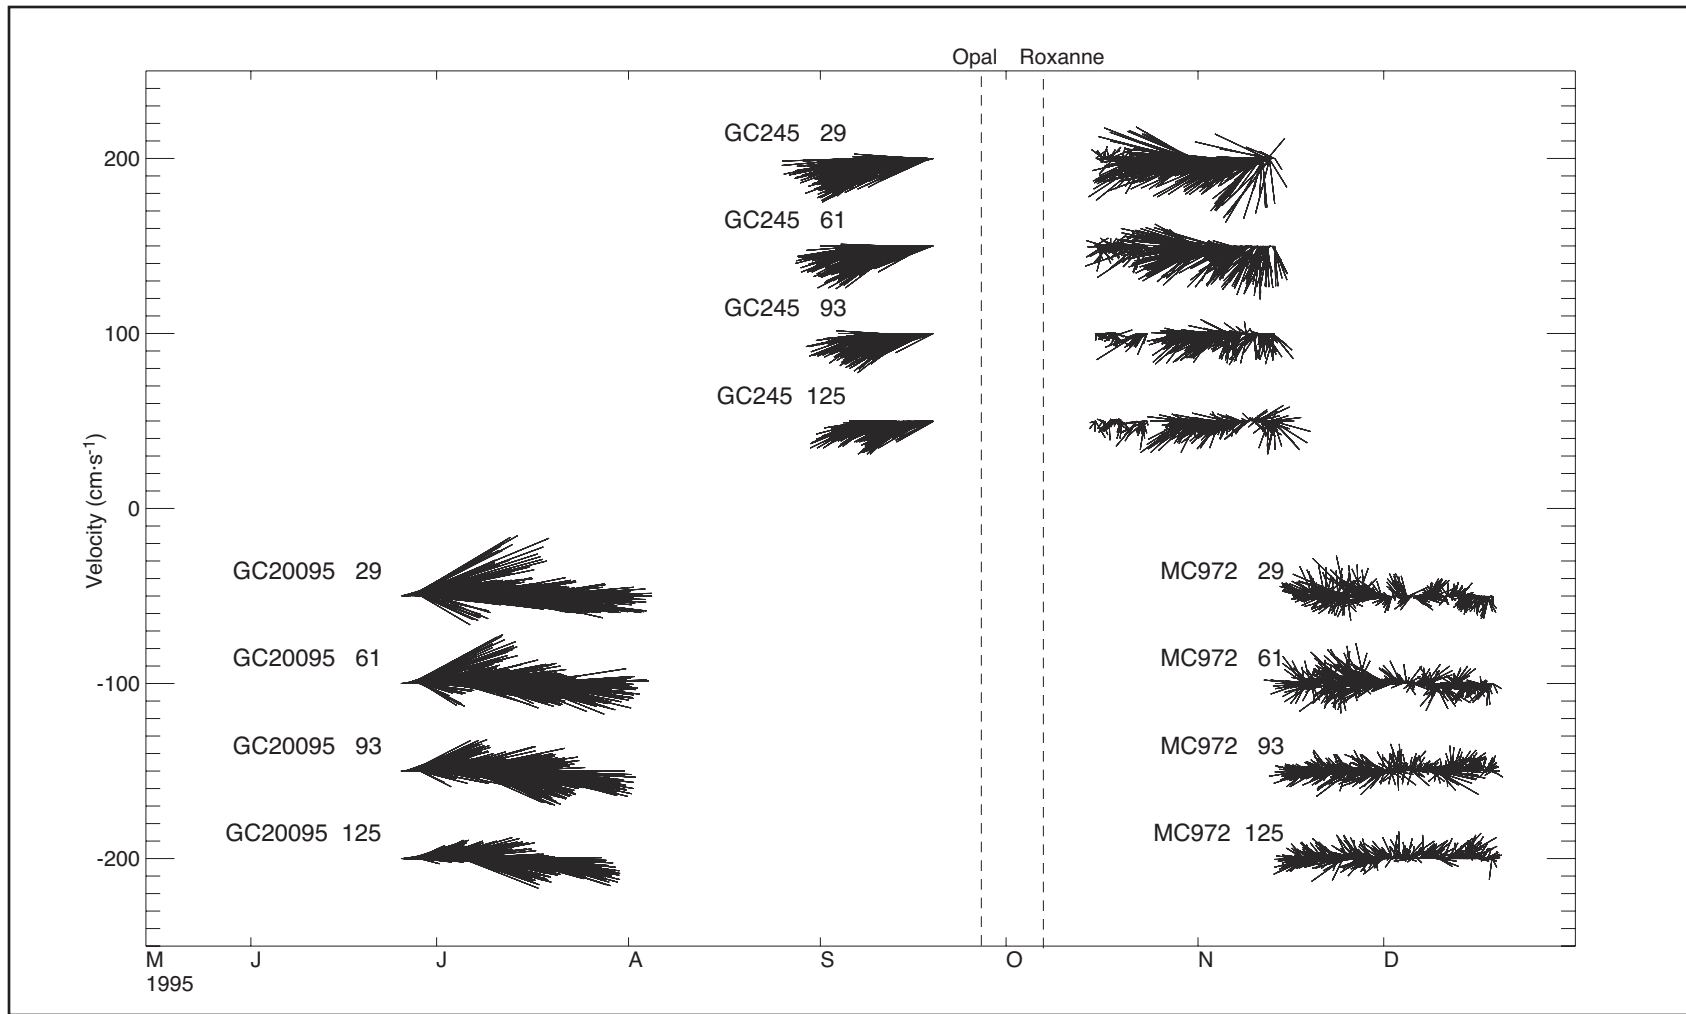 Opal Roxanne
GC245 29
200
GC245 61
GC245 93
100
GC245 125
Velocity (cm·s-1)
0
GC20095 29 MC972 29
GC20095 61 MC972 61
-100
GC20095 93 MC972 93
GC20095 125 MC972 125
-200
M J J A S O N D
1995